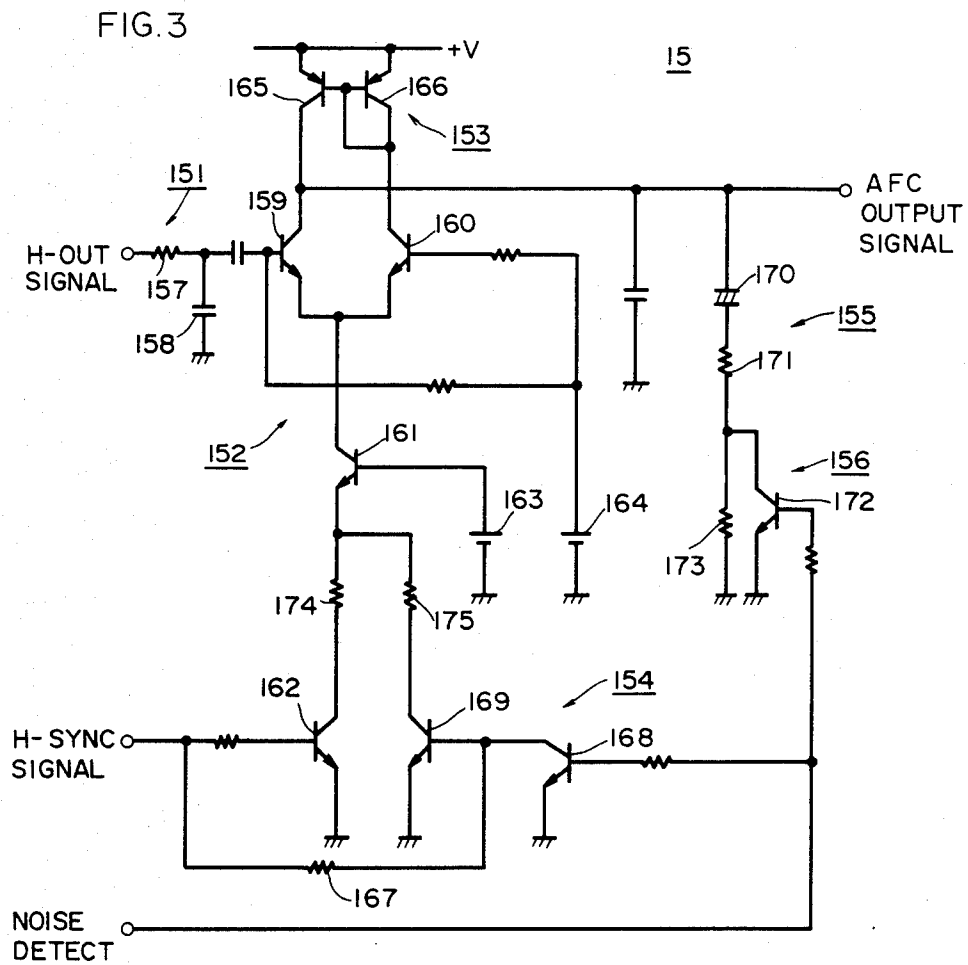 FIG. 3
+V
15
165
166
153
151
159
160
AFC
OUTPUT
SIGNAL
H-OUT
SIGNAL
157
158
170
155
171
152
161
156
172
163
164
173
174
175
162
169
154
168
H-SYNC
SIGNAL
167
NOISE
DETECT